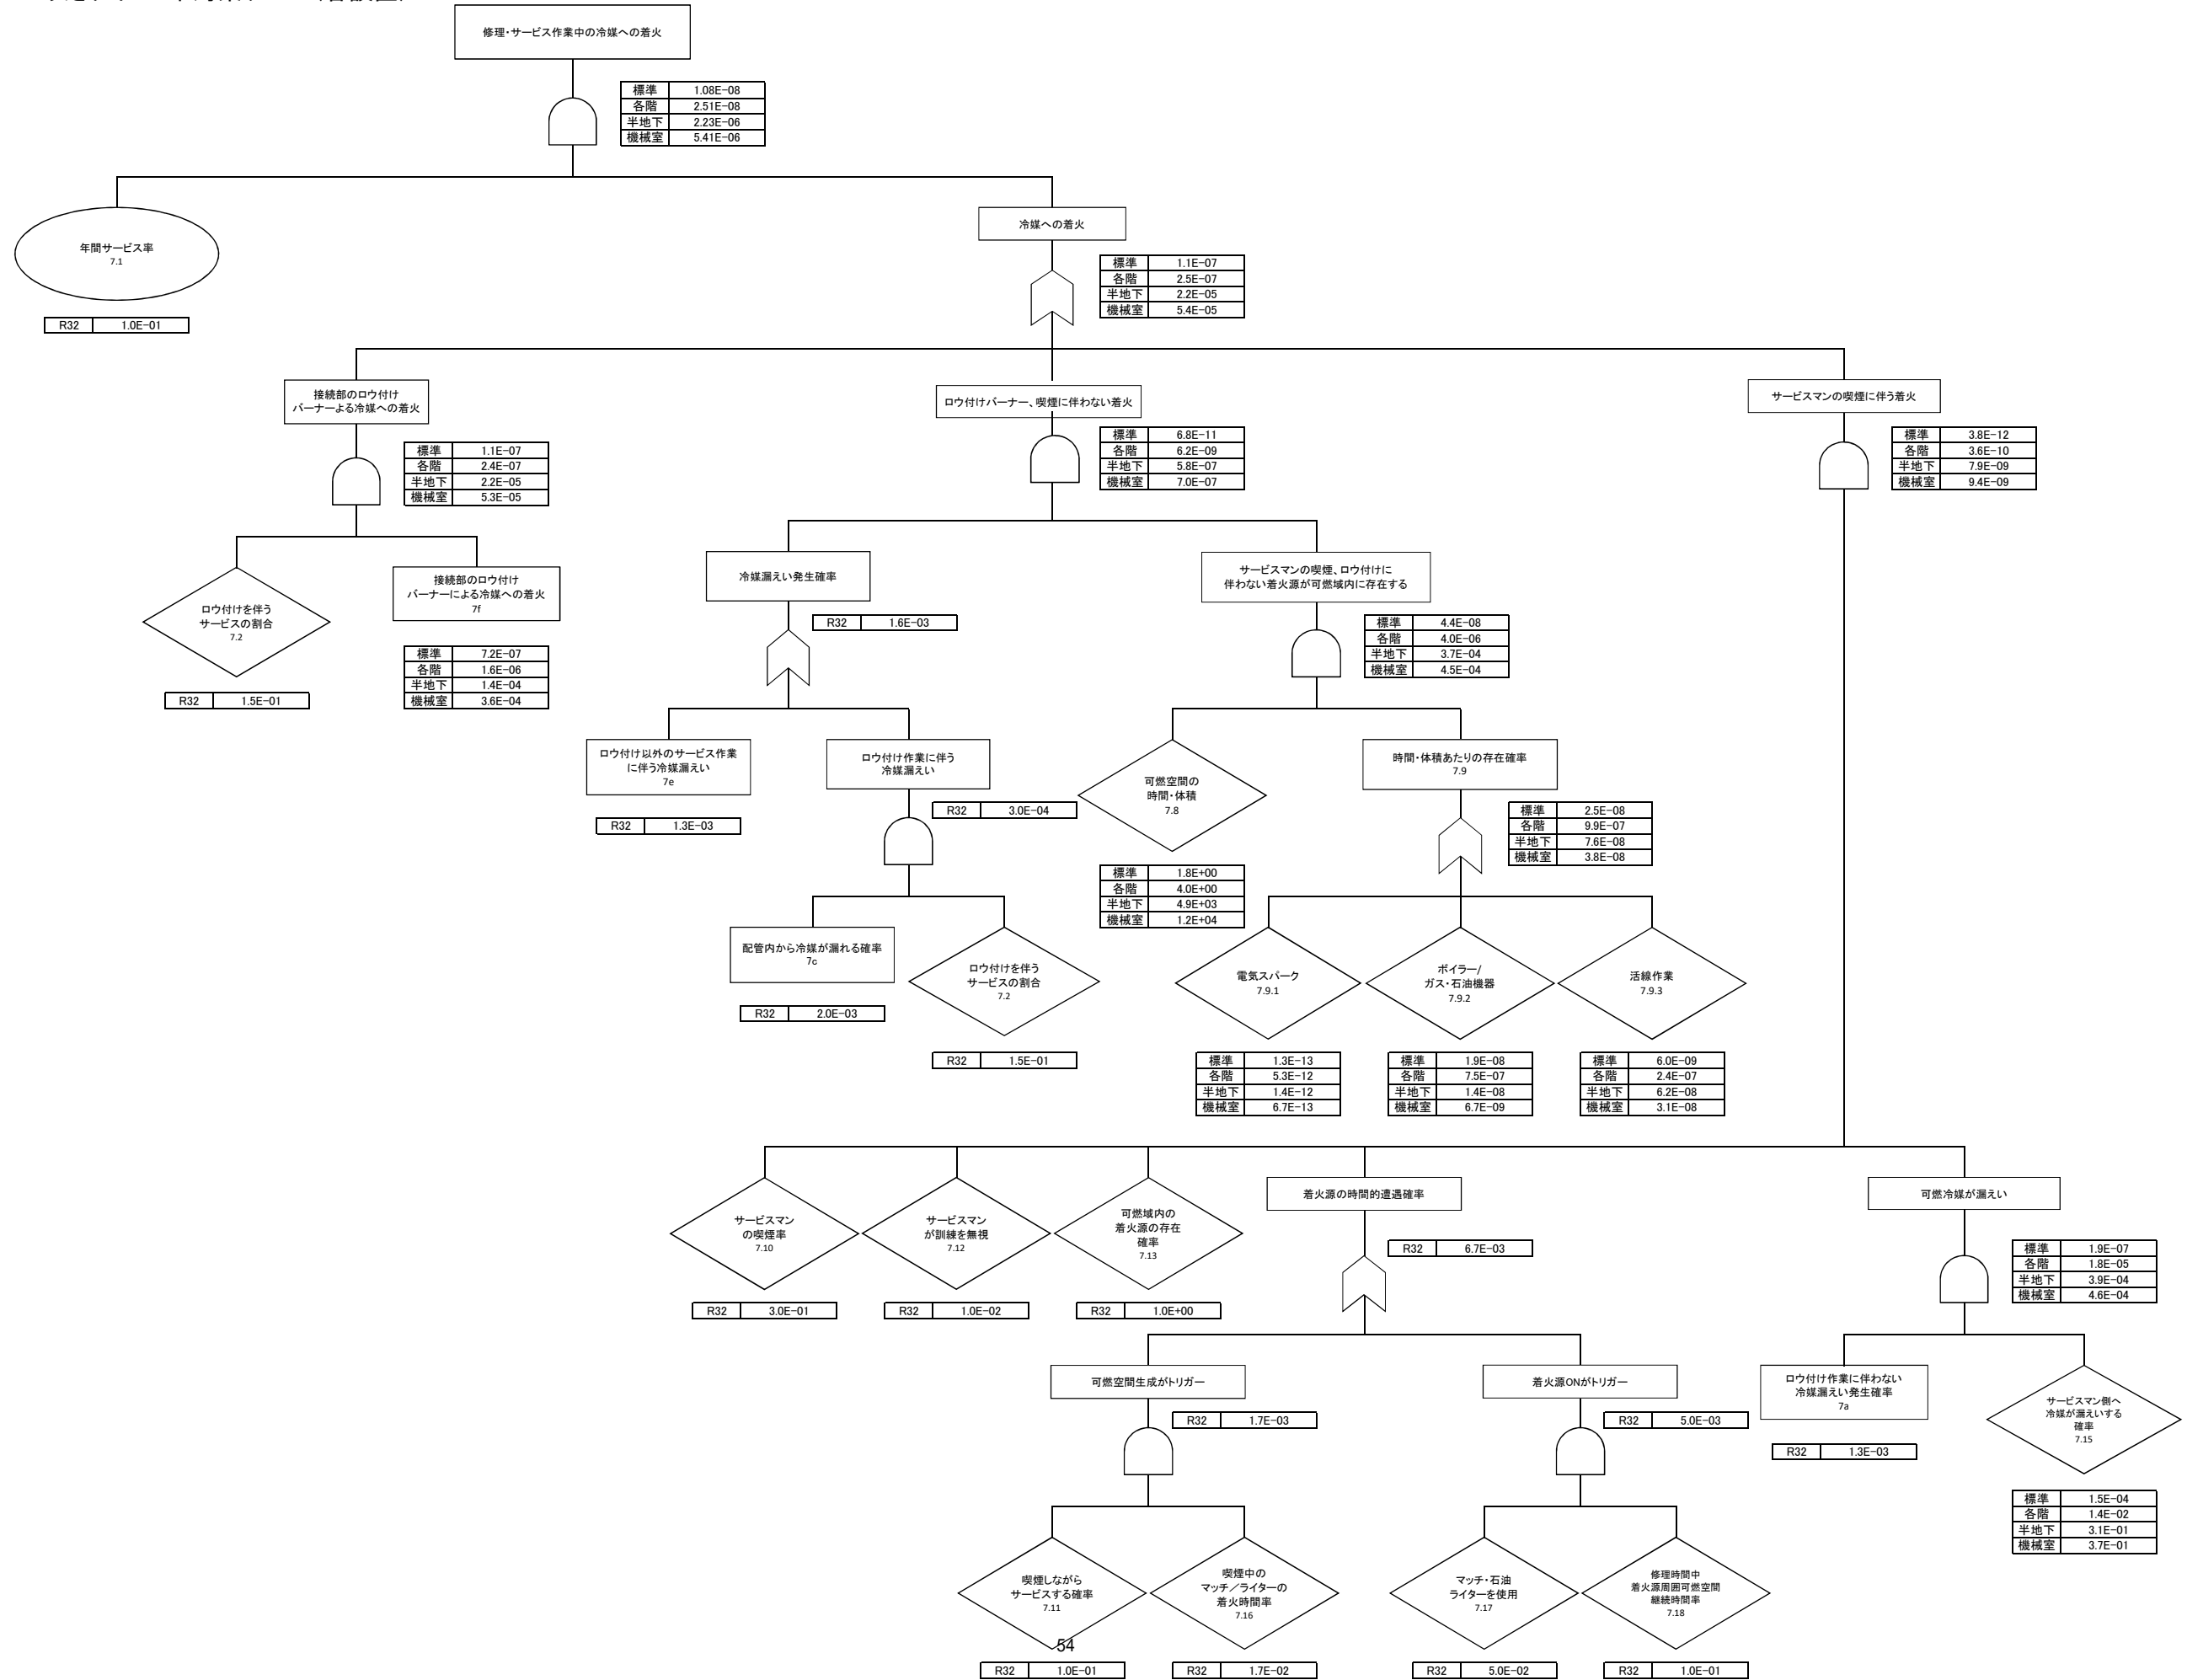 修理・サービス作業中の冷媒への着火
標準 1.08E-08
各階 2.51E-08
半地下 2.23E-06
機械室 5.41E-06
年間サービス率
7.1
R32 1.0E-01
冷媒への着火
標準 1.1E-07
各階 2.5E-07
半地下 2.2E-05
機械室 5.4E-05
接続部のロウ付け
バーナーよる冷媒への着火
標準 1.1E-07
各階 2.4E-07
半地下 2.2E-05
機械室 5.3E-05
ロウ付けバーナー、喫煙に伴わない着火
標準 6.8E-11
各階 6.2E-09
半地下 5.8E-07
機械室 7.0E-07
サービスマンの喫煙に伴う着火
標準 3.8E-12
各階 3.6E-10
半地下 7.9E-09
機械室 9.4E-09
ロウ付けを伴う
サービスの割合
7.2
R32 1.5E-01
接続部のロウ付け
バーナーによる冷媒への着火
7f
標準 7.2E-07
各階 1.6E-06
半地下 1.4E-04
機械室 3.6E-04
冷媒漏えい発生確率
R32 1.6E-03
サービスマンの喫煙、ロウ付けに
伴わない着火源が可燃域内に存在する
標準 4.4E-08
各階 4.0E-06
半地下 3.7E-04
機械室 4.5E-04
ロウ付け以外のサービス作業
に伴う冷媒漏えい
7e
R32 1.3E-03
ロウ付け作業に伴う
冷媒漏えい
R32 3.0E-04
可燃空間の
時間・体積
7.8
標準 1.8E+00
各階 4.0E+00
半地下 4.9E+03
機械室 1.2E+04
時間・体積あたりの存在確率
7.9
標準 2.5E-08
各階 9.9E-07
半地下 7.6E-08
機械室 3.8E-08
配管内から冷媒が漏れる確率
7c
R32 2.0E-03
ロウ付けを伴う
サービスの割合
7.2
R32 1.5E-01
電気スパーク
7.9.1
標準 1.3E-13
各階 5.3E-12
半地下 1.4E-12
機械室 6.7E-13
ボイラー/
ガス・石油機器
7.9.2
標準 1.9E-08
各階 7.5E-07
半地下 1.4E-08
機械室 6.7E-09
活線作業
7.9.3
標準 6.0E-09
各階 2.4E-07
半地下 6.2E-08
機械室 3.1E-08
サービスマン
の喫煙率
7.10
R32 3.0E-01
サービスマン
が訓練を無視
7.12
R32 1.0E-02
可燃域内の
着火源の存在
確率
7.13
R32 1.0E+00
着火源の時間的遭遇確率
R32 6.7E-03
可燃冷媒が漏えい
標準 1.9E-07
各階 1.8E-05
半地下 3.9E-04
機械室 4.6E-04
可燃空間生成がトリガー
R32 1.7E-03
着火源ONがトリガー
R32 5.0E-03
ロウ付け作業に伴わない
冷媒漏えい発生確率
7a
R32 1.3E-03
サービスマン側へ
冷媒が漏えいする
確率
7.15
標準 1.5E-04
各階 1.4E-02
半地下 3.1E-01
機械室 3.7E-01
喫煙しながら
サービスする確率
7.11
R32 1.0E-01
喫煙中の
マッチ／ライターの
着火時間率
7.16
R32 1.7E-02
マッチ・石油
ライターを使用
7.17
R32 5.0E-02
修理時間中
着火源周囲可燃空間
継続時間率
7.18
R32 1.0E-01
54